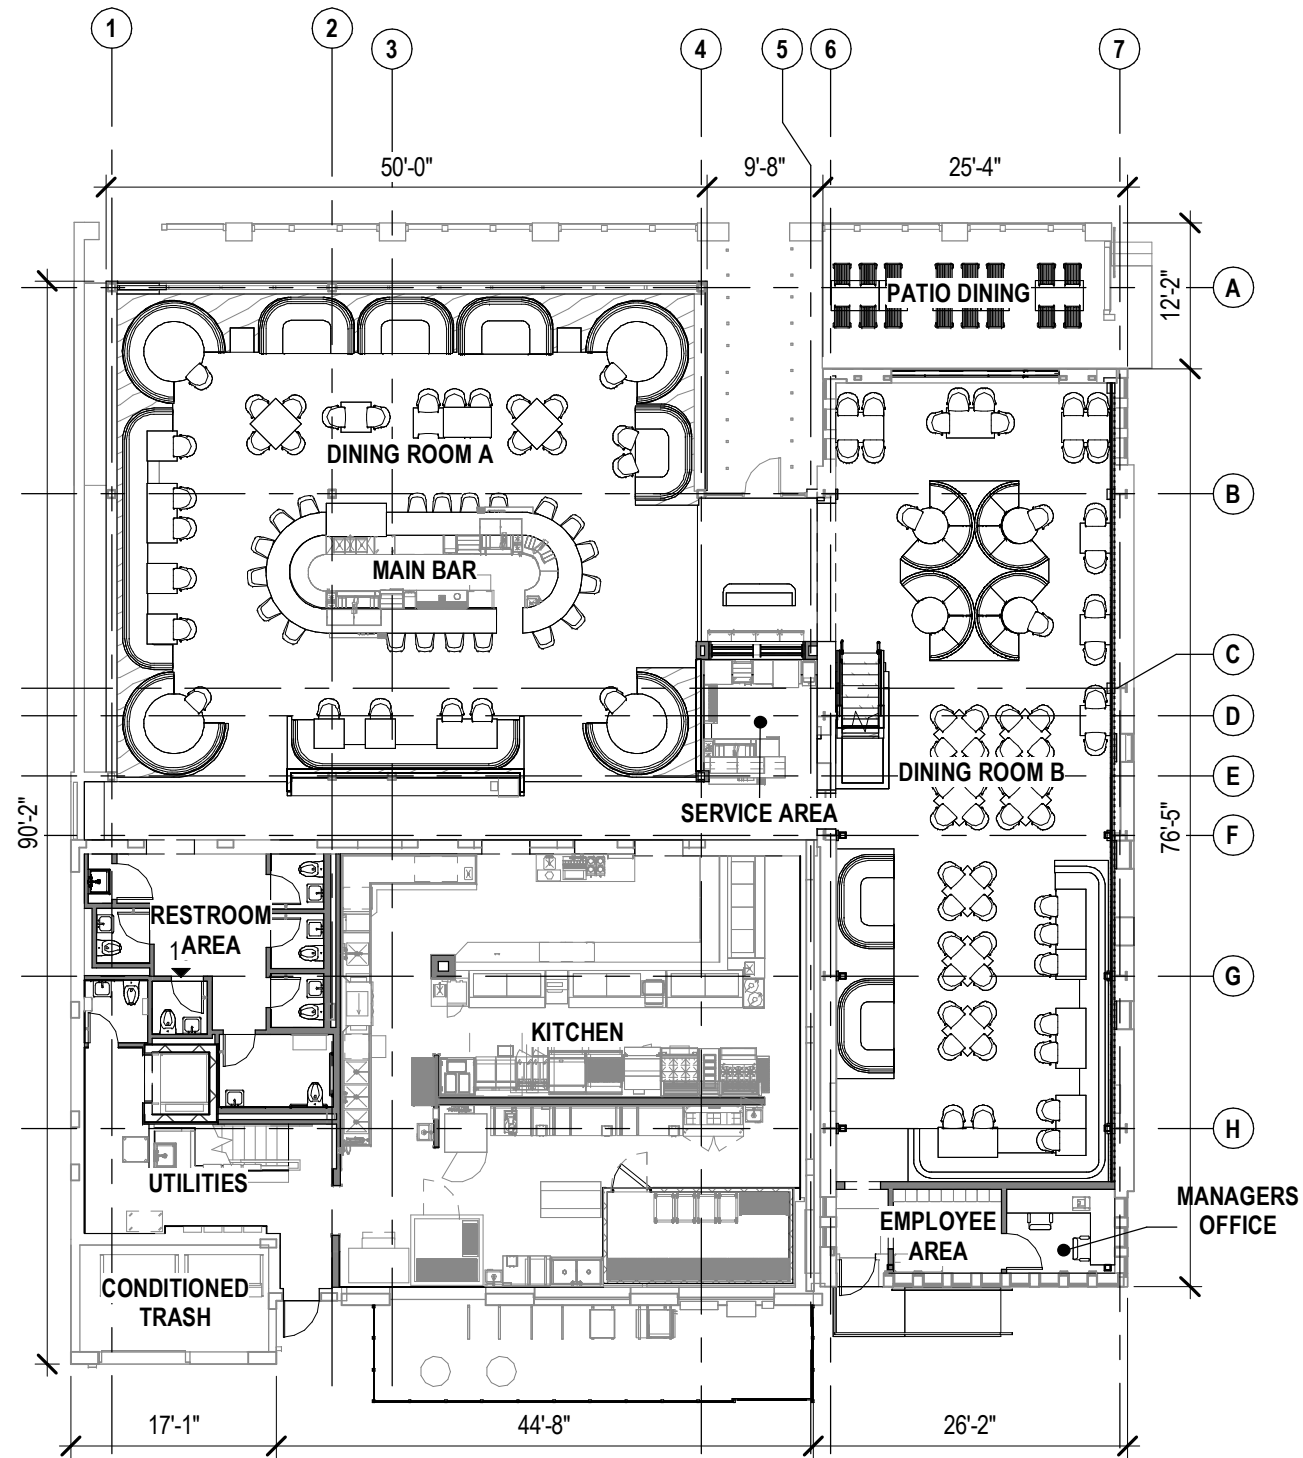 1
2
3
4
5
6
7
50'-0"
9'-8"
25'-4"
12'-2"
A
PATIO DINING
DINING ROOM A
B
MAIN BAR
C
D
DINING ROOM B
E
SERVICE AREA
90'-2"
76'-5"
F
RESTROOM
AREA
1
G
KITCHEN
H
UTILITIES
MANAGERS
OFFICE
EMPLOYEE
AREA
CONDITIONED
TRASH
17'-1"
44'-8"
26'-2"